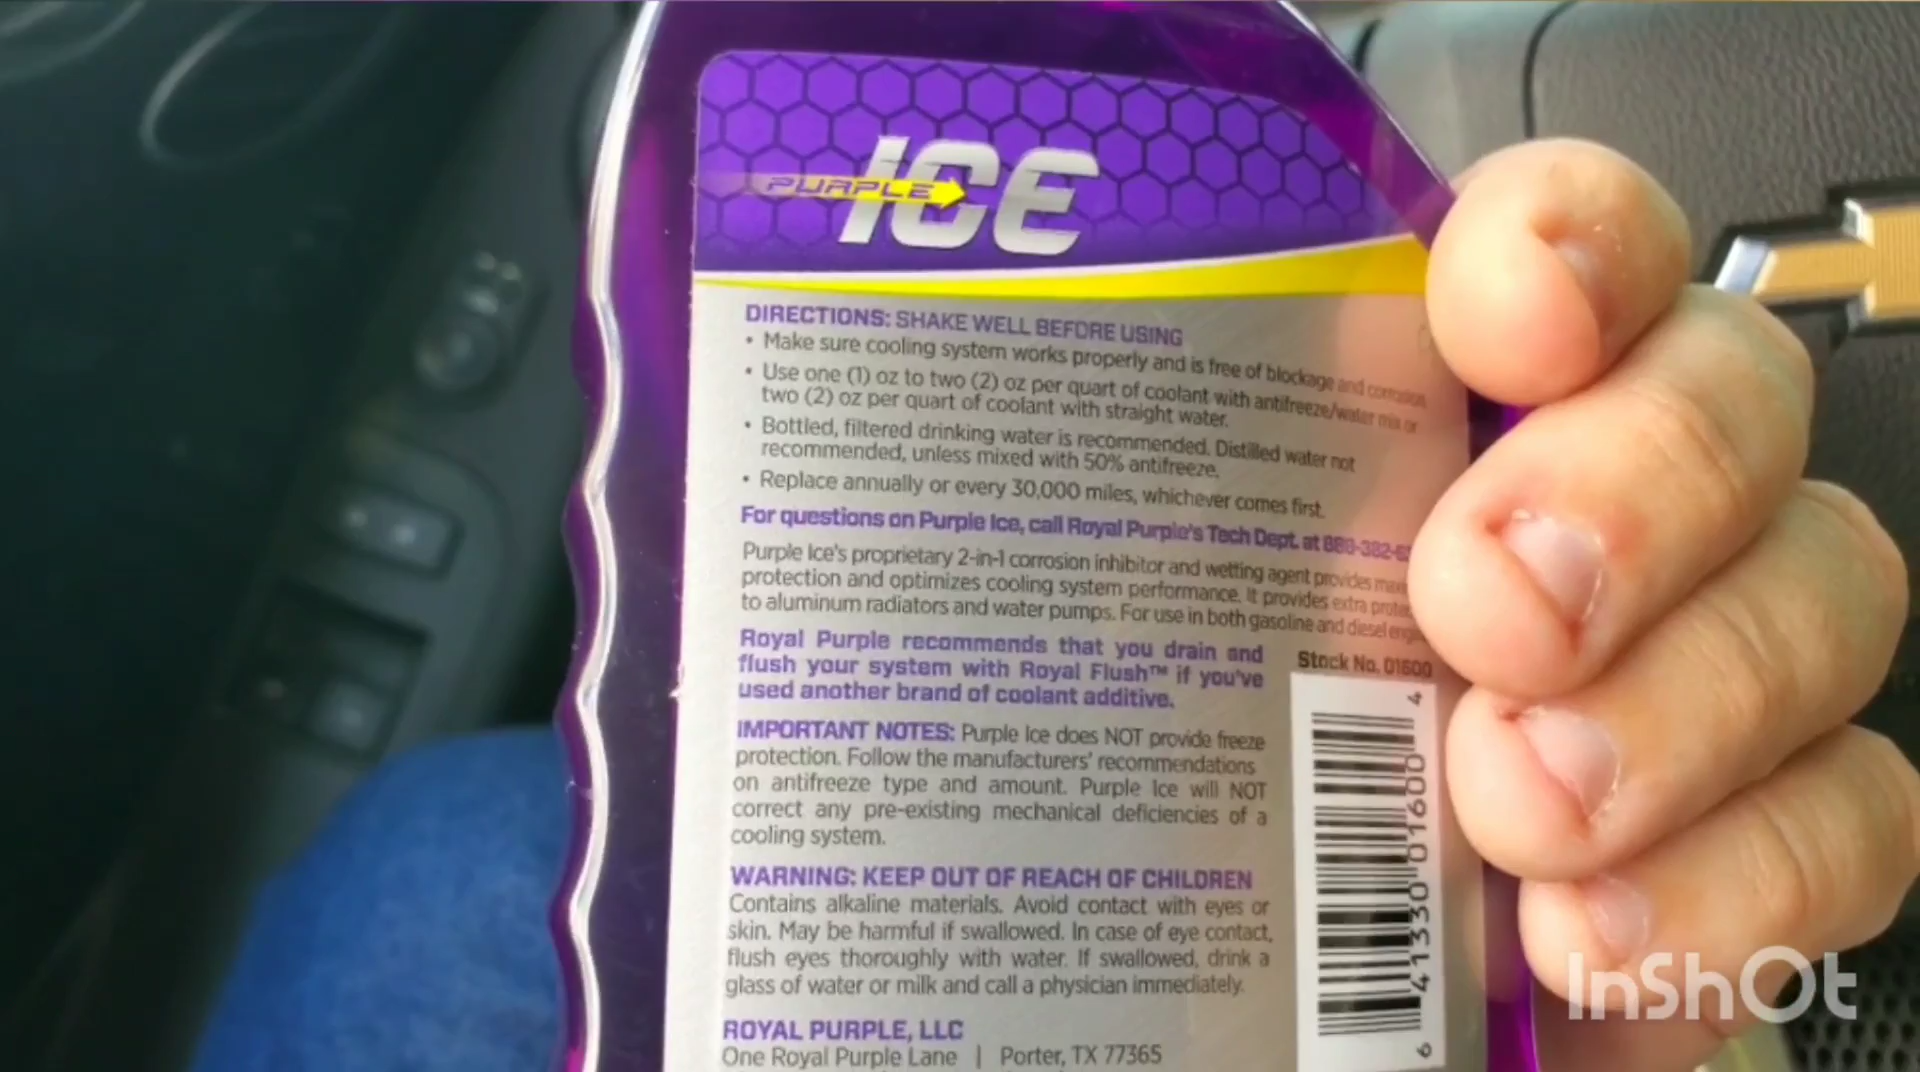 PURPLE ICE
DIRECTIONS: SHAKE WELL BEFORE USING
• Make sure cooling system works properly and is free of blockage and corrosion.
• Use one (1) oz to two (2) oz per quart of coolant with antifreeze/water mix or
two (2) oz per quart of coolant with straight water.
• Bottled, filtered drinking water is recommended. Distilled water not
recommended, unless mixed with 50% antifreeze.
• Replace annually or every 30,000 miles, whichever comes first.
For questions on Purple Ice, call Royal Purple's Tech Dept. at 888-382-6
Purple Ice's proprietary 2-in-1 corrosion inhibitor and wetting agent provides
protection and optimizes cooling system performance. It provides extra
to aluminum radiators and water pumps. For use in both gasoline and diesel
Royal Purple recommends that you drain and
flush your system with Royal Flush™ if you've
used another brand of coolant additive.
Stock No. 01600
IMPORTANT NOTES: Purple Ice does NOT provide freeze
protection. Follow the manufacturers' recommendations
on antifreeze type and amount. Purple Ice will NOT
correct any pre-existing mechanical deficiencies of a
cooling system.
WARNING: KEEP OUT OF REACH OF CHILDREN
Contains alkaline materials. Avoid contact with eyes or
skin. May be harmful if swallowed. In case of eye contact,
flush eyes thoroughly with water. If swallowed, drink a
glass of water or milk and call a physician immediately.
ROYAL PURPLE, LLC
One Royal Purple Lane | Porter, TX 77365
6 41330 01600 4
InShOt